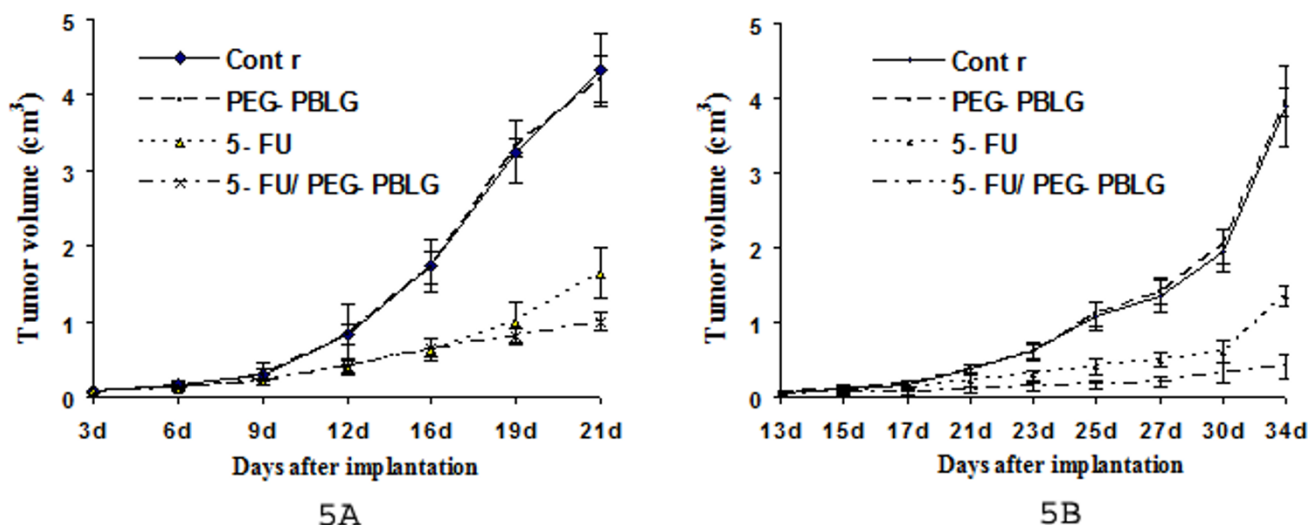 5
4
3
2
1
0
Tumor volume (cm³)
Cont r
PEG- PBLG
5- FU
5- FU/ PEG- PBLG
3d 6d 9d 12d 16d 19d 21d
Days after implantation
5A
5
4
3
2
1
0
Tumor volume (cm³)
Cont r
PEG- PBLG
5- FU
5- FU/ PEG- PBLG
13d 15d 17d 21d 23d 25d 27d 30d 34d
Days after implantation
5B